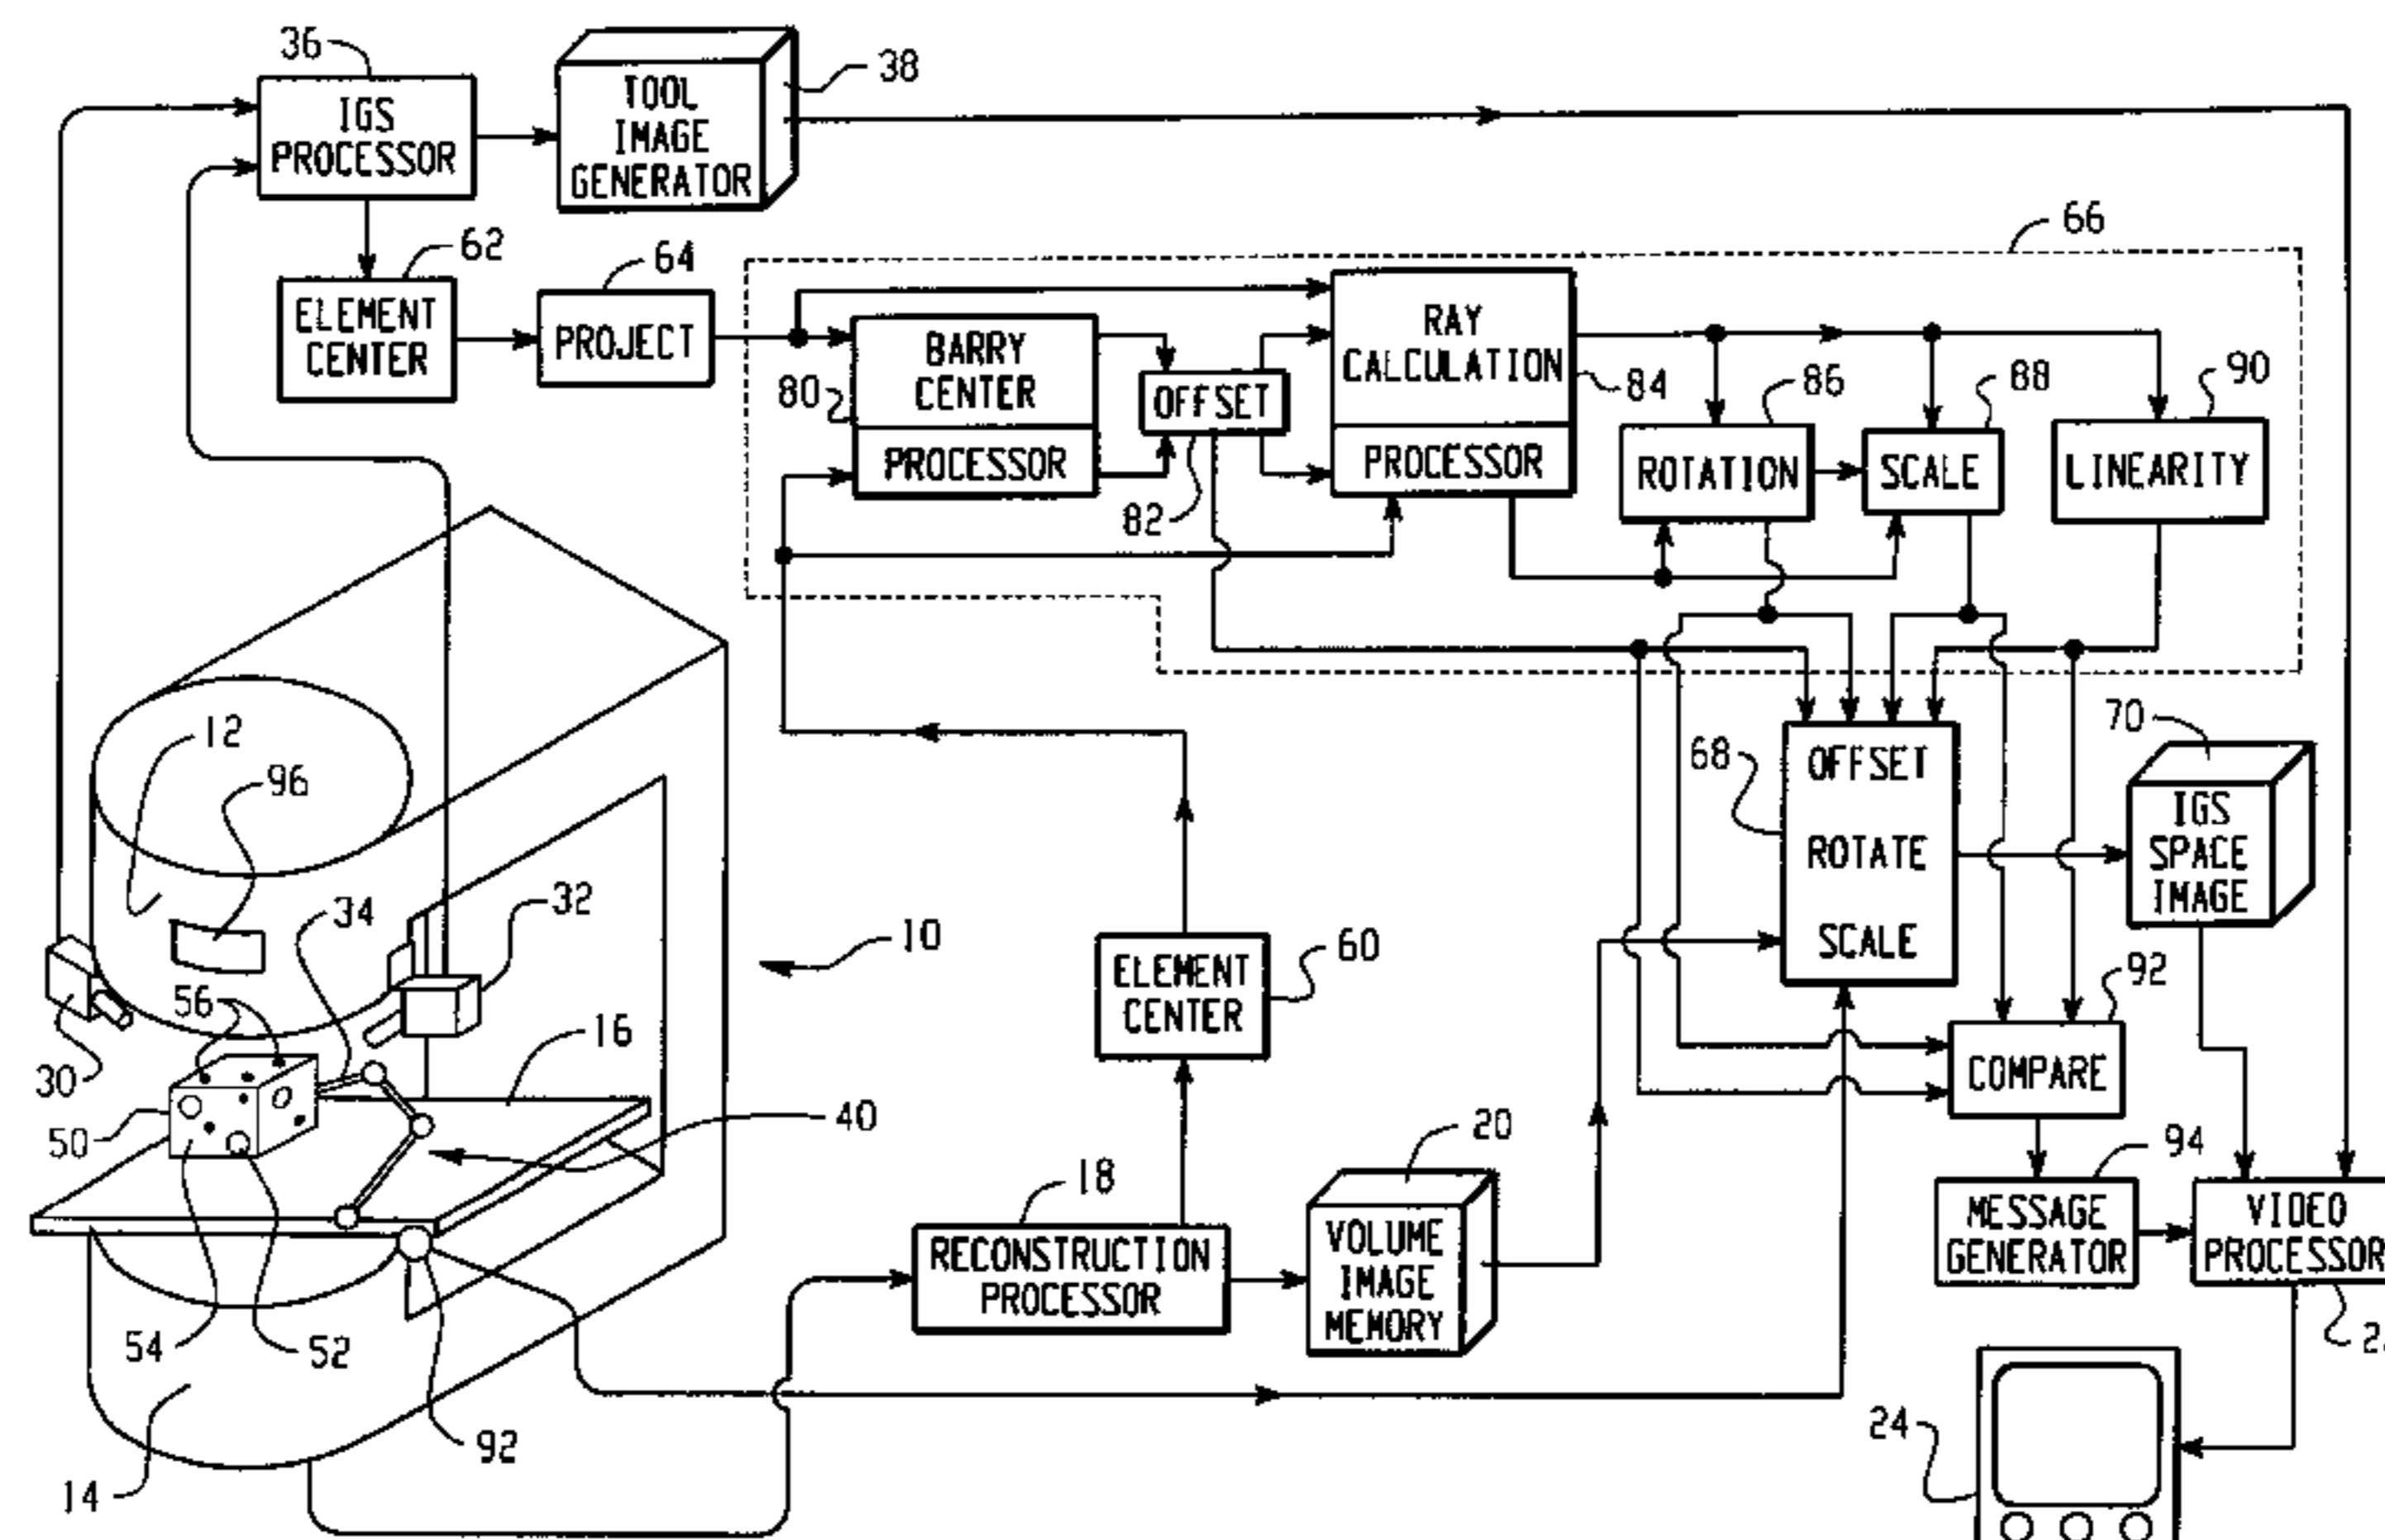 36
IGS
PROCESSOR
TOOL
IMAGE
GENERATOR
38
62
ELEMENT
CENTER
64
PROJECT
66
80
BARRY
CENTER
PROCESSOR
OFFSET
82
RAY
CALCULATION
PROCESSOR
84
86
ROTATION
88
SCALE
90
LINEARITY
12
96
34
32
10
56
30
16
50
40
54
52
14
92
ELEMENT
CENTER
60
68
OFFSET
ROTATE
SCALE
70
IGS
SPACE
IMAGE
92
COMPARE
18
RECONSTRUCTION
PROCESSOR
20
VOLUME
IMAGE
MEMORY
94
MESSAGE
GENERATOR
VIDEO
PROCESSOR
24